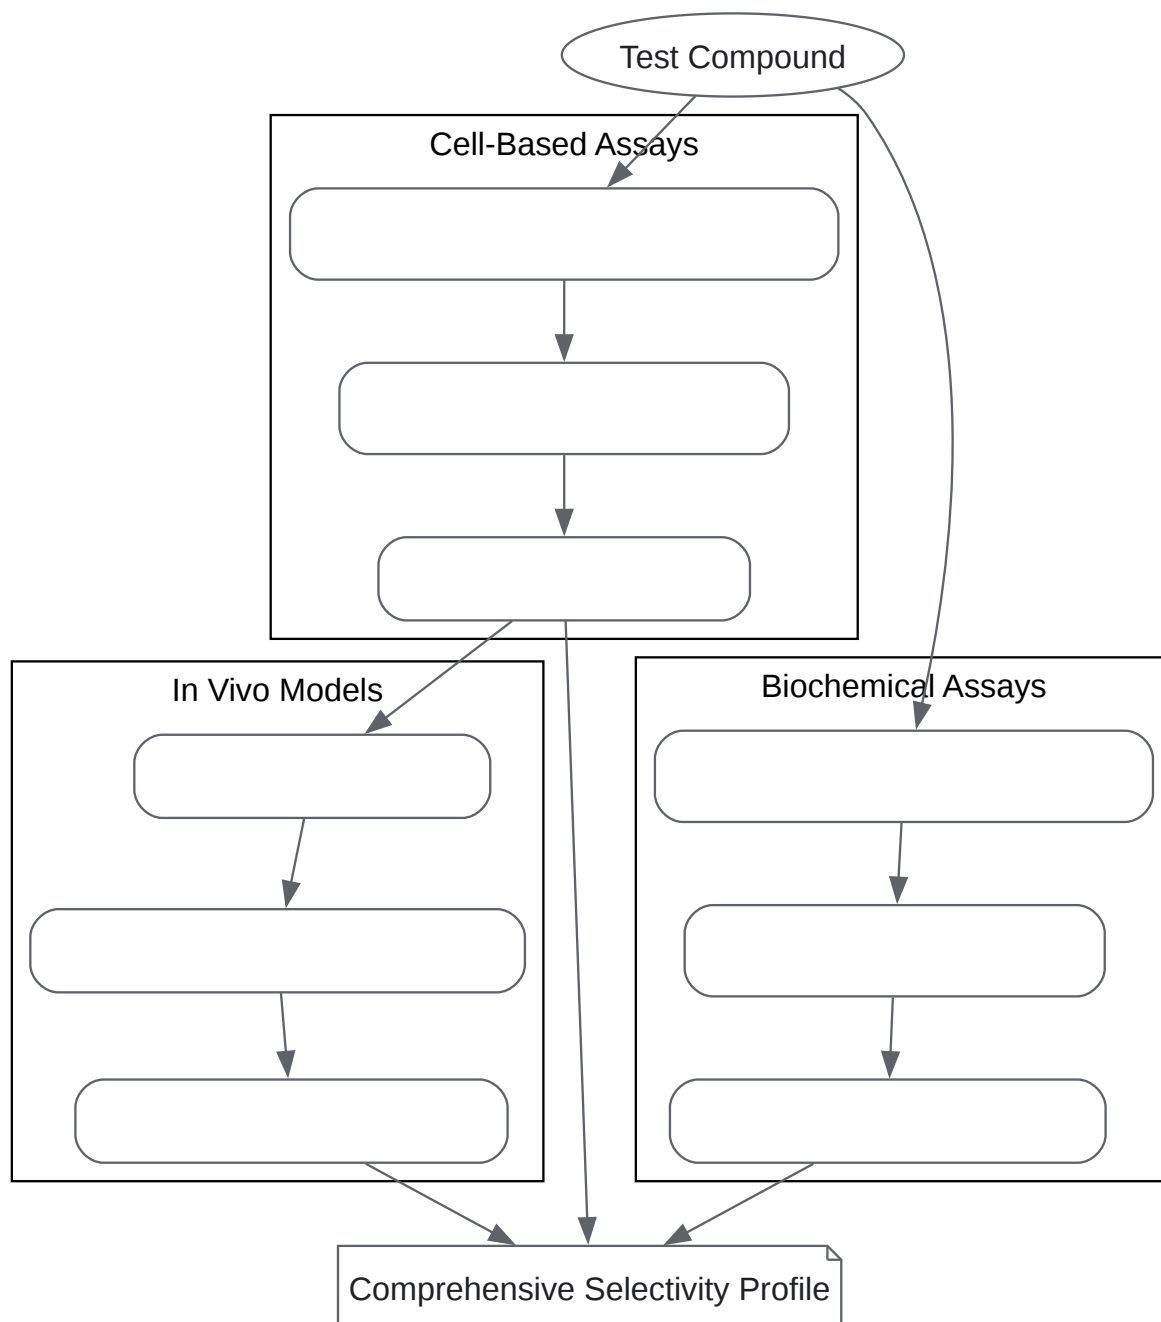 Test Compound
Cell-Based Assays
In Vivo Models
Biochemical Assays
Comprehensive Selectivity Profile